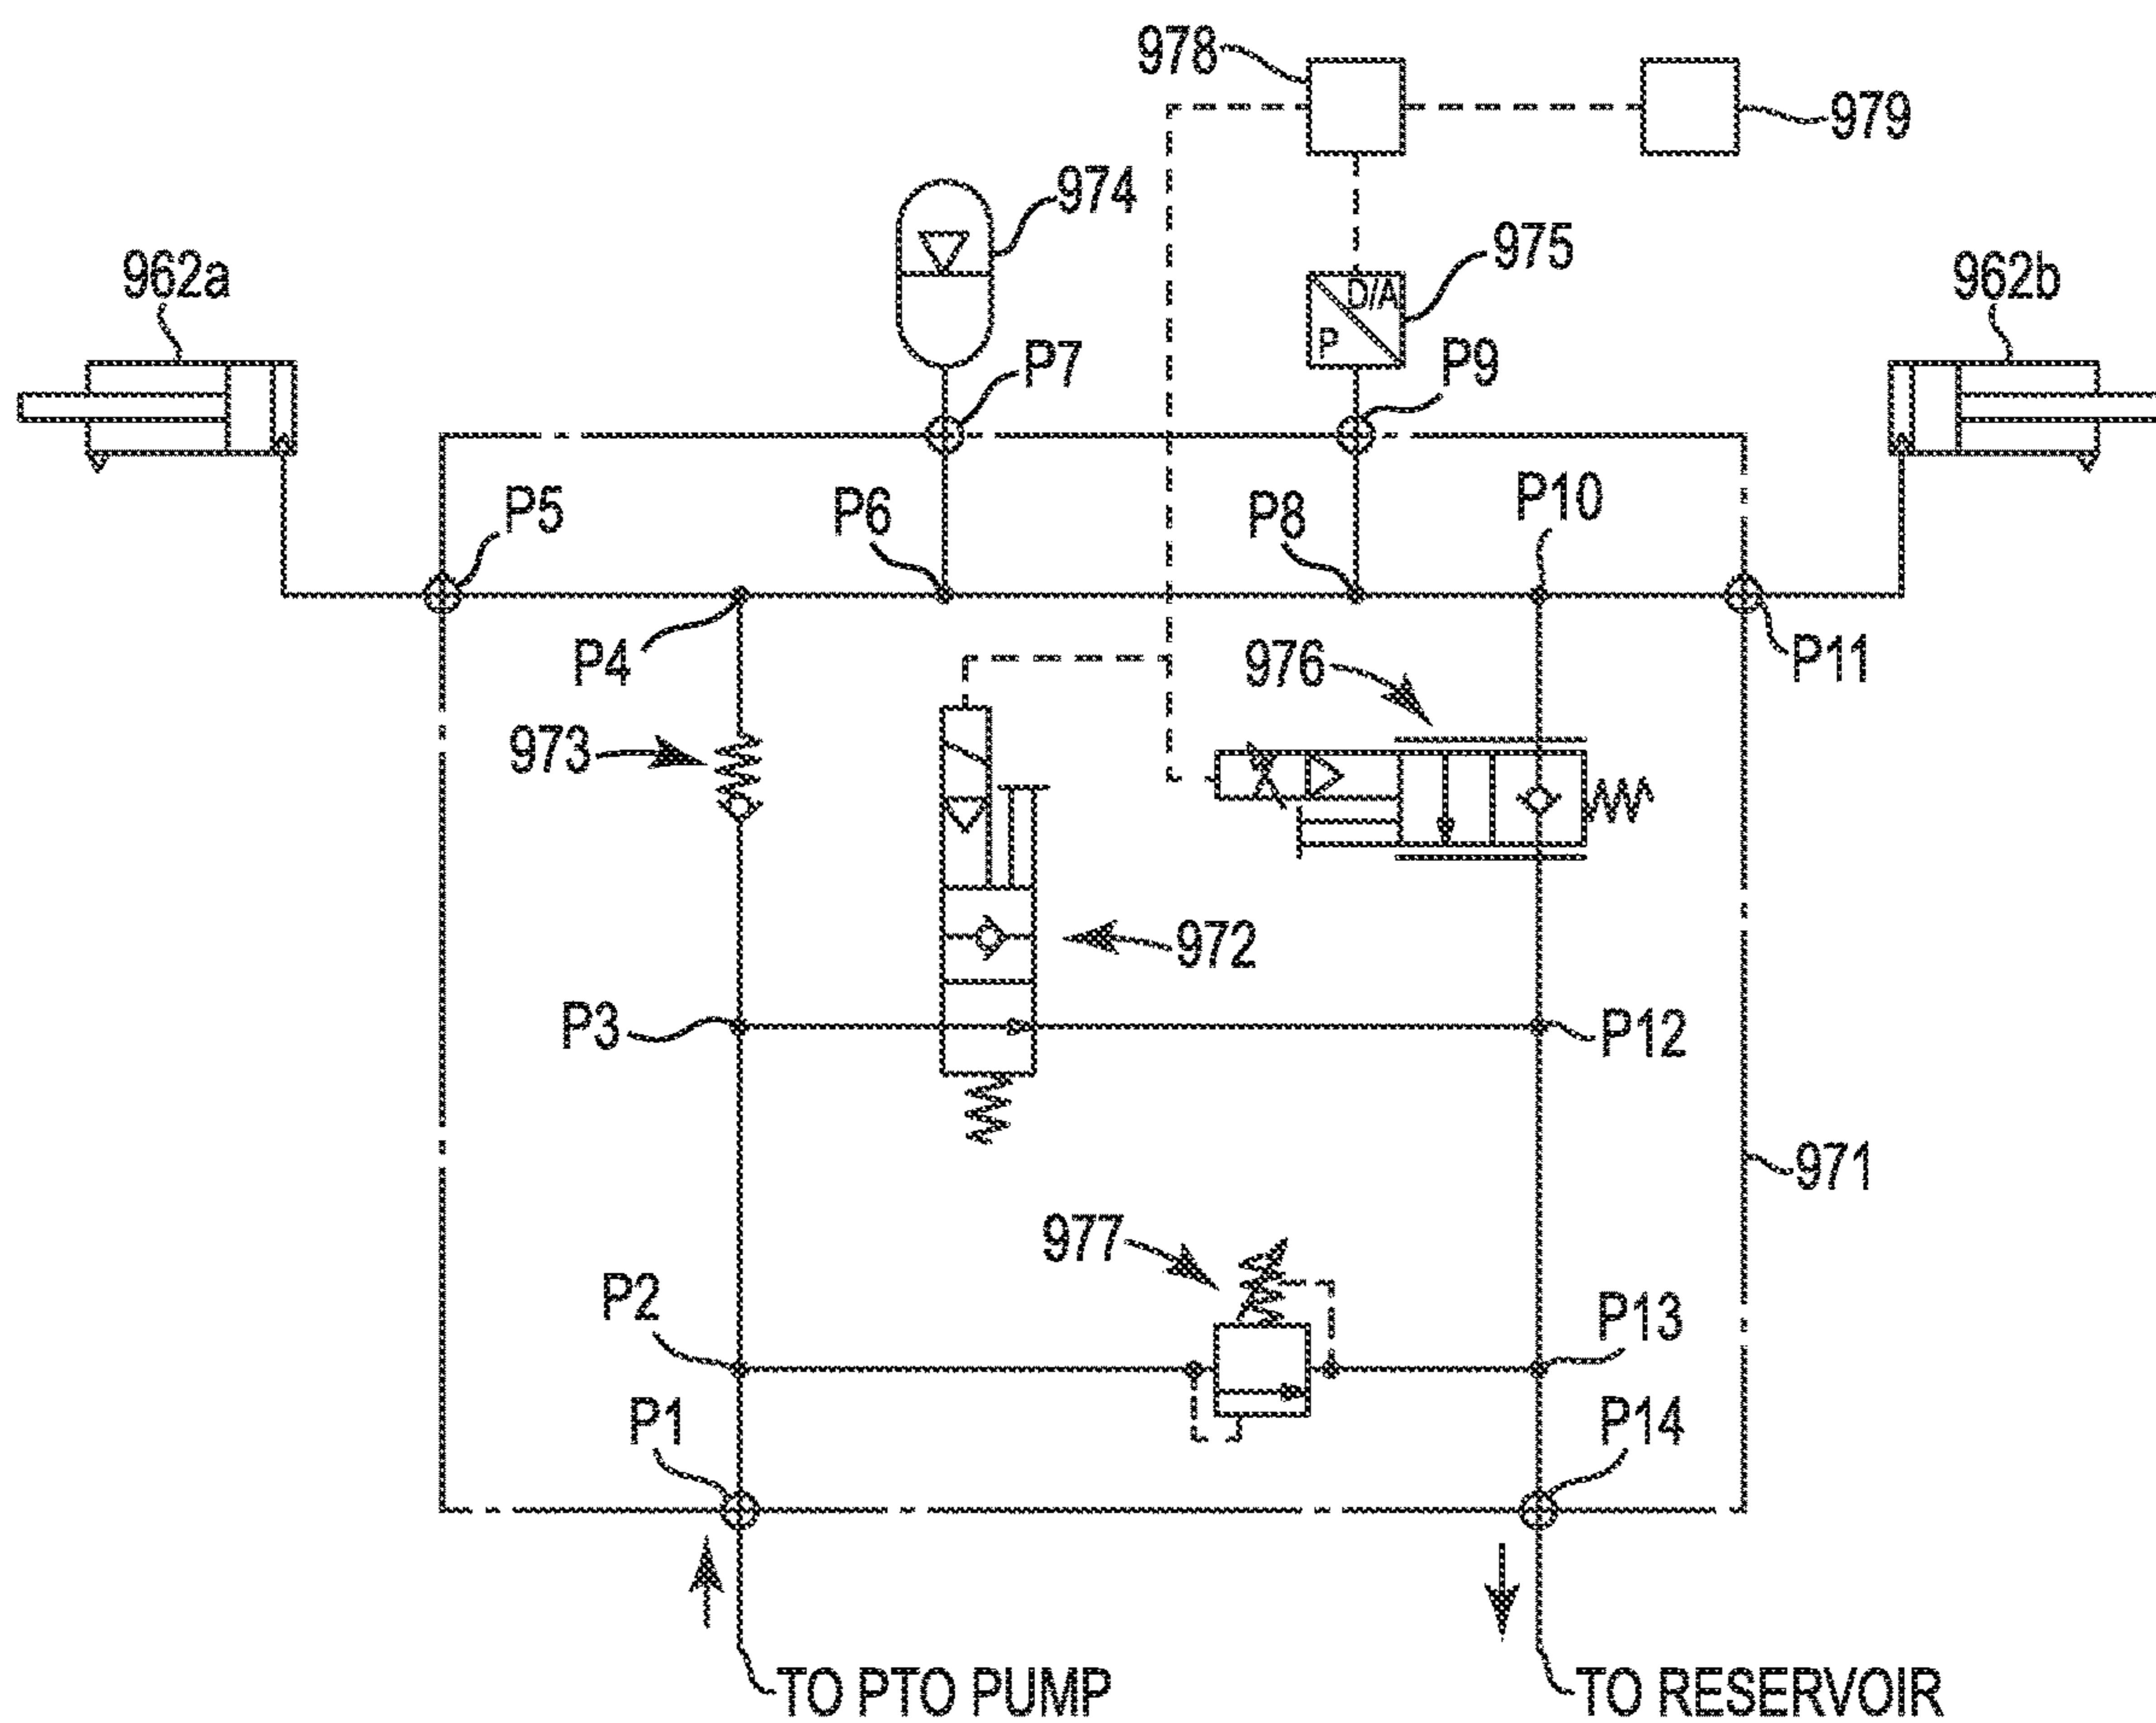 978
979
974
975
D/A
P
962a
962b
P7
P9
P5
P6
P8
P10
P4
976
P11
973
972
P3
P12
971
977
P2
P13
P1
P14
TO PTO PUMP
TO RESERVOIR